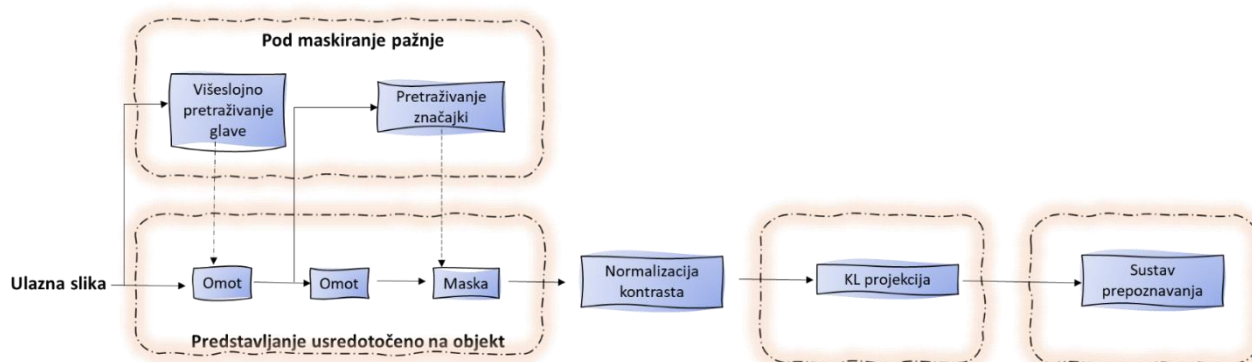 Pod maskiranje pažnje
Višeslojno
pretraživanje
glave
Pretraživanje
značajki
Ulazna slika
Omot
Omot
Maska
Normalizacija
kontrasta
KL projekcija
Sustav
prepoznavanja
Predstavljanje usredotočeno na objekt